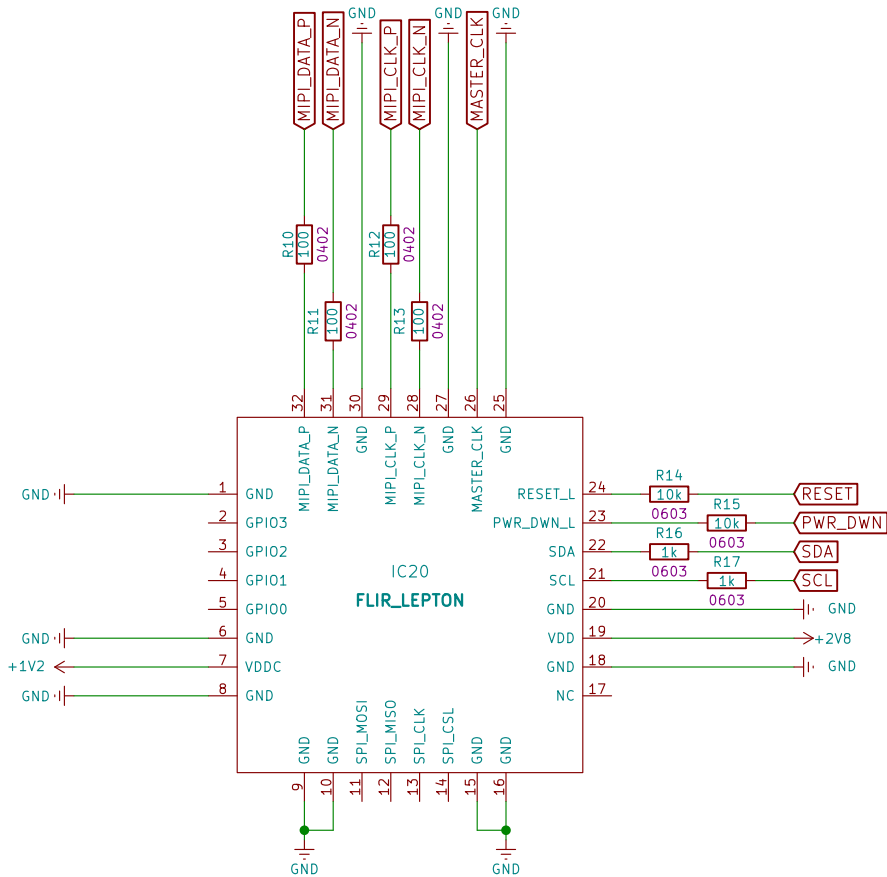 GND GND GND
MIPI_DATA_P
MIPI_DATA_N
MIPI_CLK_P
MIPI_CLK_N
MASTER_CLK
R10 100 0402
R12 100 0402
R11 100 0402
R13 100 0402
32 31 30 29 28 27 26 25
MIPI_DATA_P
MIPI_DATA_N
GND
MIPI_CLK_P
MIPI_CLK_N
GND
MASTER_CLK
GND
GND 1 GND
2 GPIO3
3 GPIO2
4 GPIO1
5 GPIO0
GND 6 GND
+1V2 7 VDDC
GND 8 GND
IC20
FLIR_LEPTON
R14
RESET_L 24 10k RESET
0603
R15
PWR_DWN_L 23 10k PWR_DWN
0603
R16
SDA 22 1k SDA
0603
R17
SCL 21 1k SCL
0603
GND 20 GND
VDD 19 +2V8
GND 18 GND
NC 17
GND
GND
SPI_MOSI
SPI_MISO
SPI_CLK
SPI_CSL
GND
GND
9 10 11 12 13 14 15 16
GND GND